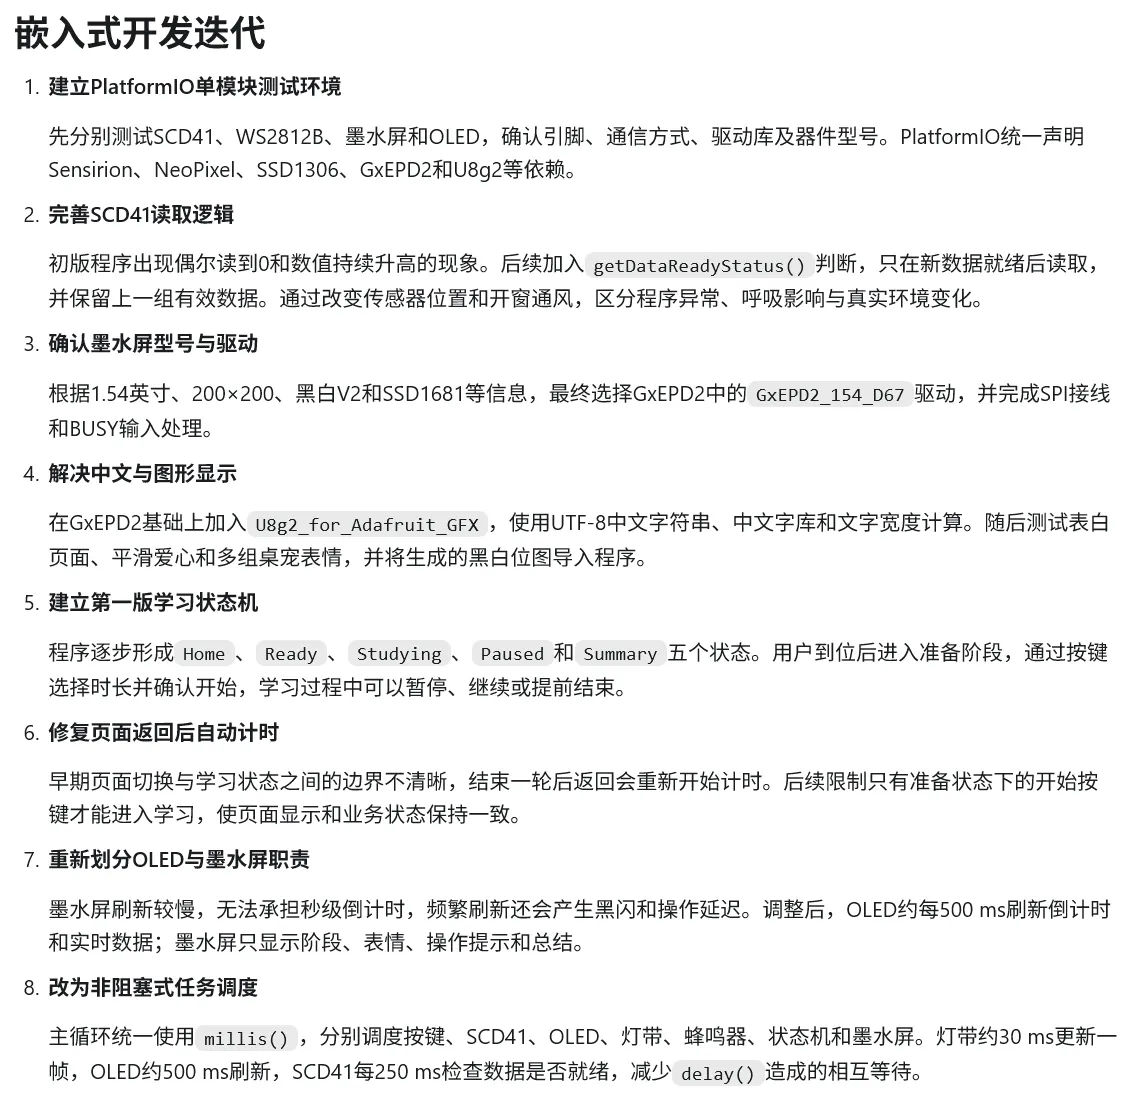 嵌入式开发迭代
1. 建立PlatformIO单模块测试环境
先分别测试SCD41、WS2812B、墨水屏和OLED，确认引脚、通信方式、驱动库及器件型号。PlatformIO统一声明
Sensirion、NeoPixel、SSD1306、GxEPD2和U8g2等依赖。
2. 完善SCD41读取逻辑
初版程序出现偶尔读到0和数值持续升高的现象。后续加入 getDataReadyStatus() 判断，只在新数据就绪后读取，
并保留上一组有效数据。通过改变传感器位置和开窗通风，区分程序异常、呼吸影响与真实环境变化。
3. 确认墨水屏型号与驱动
根据1.54英寸、200×200、黑白V2和SSD1681等信息，最终选择GxEPD2中的 GxEPD2_154_D67 驱动，并完成SPI接线
和BUSY输入处理。
4. 解决中文与图形显示
在GxEPD2基础上加入 U8g2_for_Adafruit_GFX ，使用UTF-8中文字符串、中文字库和文字宽度计算。随后测试表白
页面、平滑爱心和多组桌宠表情，并将生成的黑白位图导入程序。
5. 建立第一版学习状态机
程序逐步形成 Home 、 Ready 、 Studying 、 Paused 和 Summary 五个状态。用户到位后进入准备阶段，通过按键
选择时长并确认开始，学习过程中可以暂停、继续或提前结束。
6. 修复页面返回后自动计时
早期页面切换与学习状态之间的边界不清晰，结束一轮后返回会重新开始计时。后续限制只有准备状态下的开始按
键才能进入学习，使页面显示和业务状态保持一致。
7. 重新划分OLED与墨水屏职责
墨水屏刷新较慢，无法承担秒级倒计时，频繁刷新还会产生黑闪和操作延迟。调整后，OLED约每500 ms刷新倒计时
和实时数据；墨水屏只显示阶段、表情、操作提示和总结。
8. 改为非阻塞式任务调度
主循环统一使用 millis() ，分别调度按键、SCD41、OLED、灯带、蜂鸣器、状态机和墨水屏。灯带约30 ms更新一
帧，OLED约500 ms刷新，SCD41每250 ms检查数据是否就绪，减少 delay() 造成的相互等待。